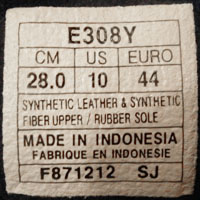 E308Y
CM US EURO
28.0 10 44
SYNTHETIC LEATHER & SYNTHETIC
FIBER UPPER / RUBBER SOLE
MADE IN INDONESIA
FABRIQUE EN INDONESIE
F871212 SJ